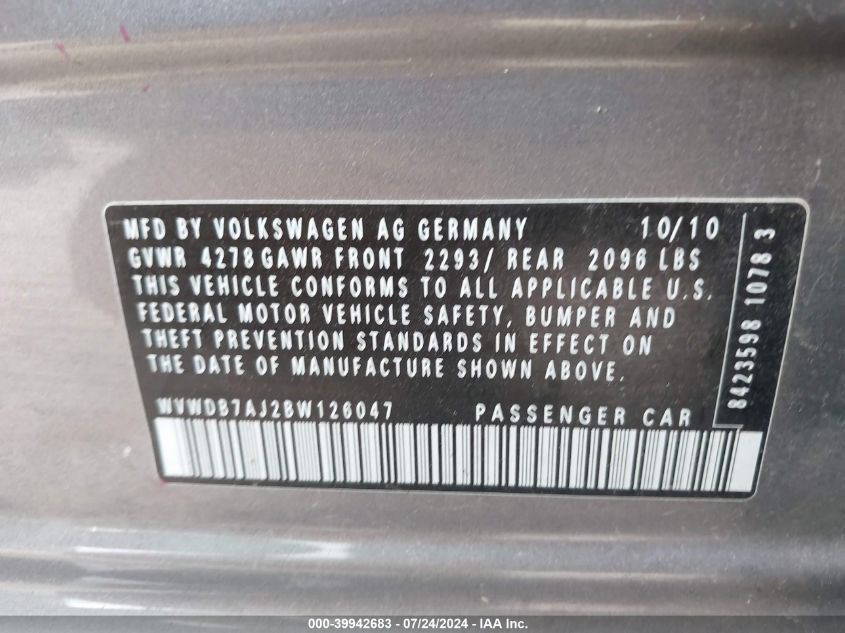 MFD BY VOLKSWAGEN AG GERMANY 10/10
GVWR 4278 GAWR FRONT 2293/ REAR 2096 LBS
THIS VEHICLE CONFORMS TO ALL APPLICABLE U.S.
FEDERAL MOTOR VEHICLE SAFETY, BUMPER AND
THEFT PREVENTION STANDARDS IN EFFECT ON
THE DATE OF MANUFACTURE SHOWN ABOVE.
WVWDB7AJ2BW126047 PASSENGER CAR
8423598 1078 3
000-39942683 / 07/24/2024 - IAA Inc.